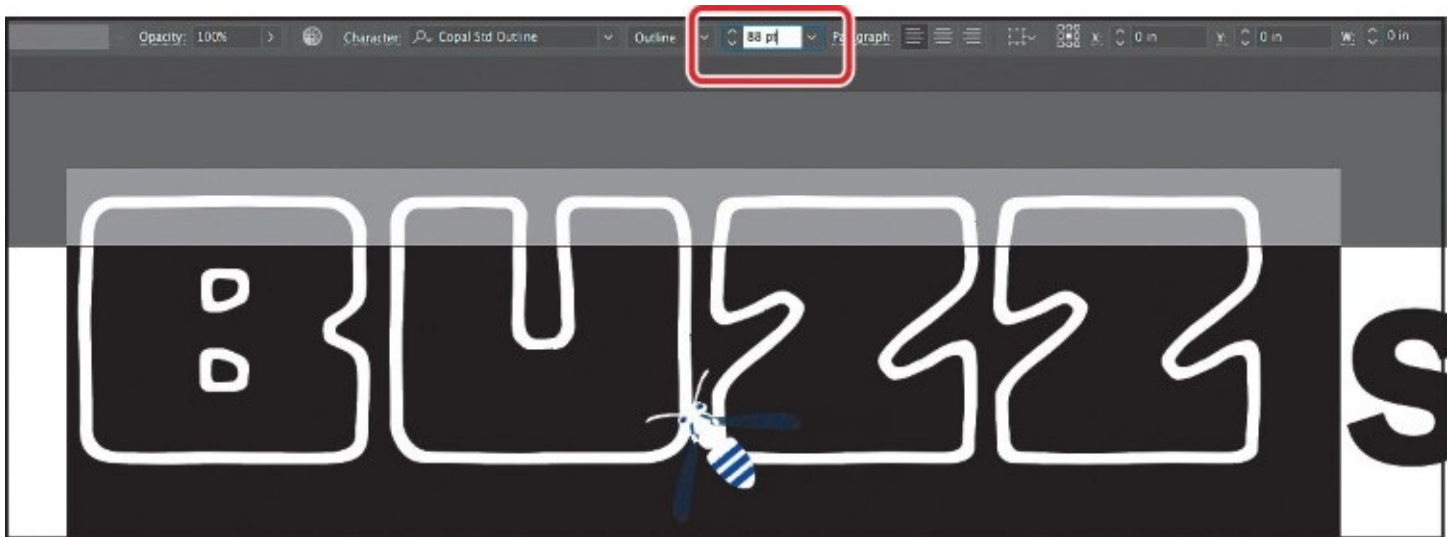 Opacity: 100% Character: Copal Std Outline Outline 88 pt Paragraph: X: 0 in Y: 0 in W: 0 in
BUZZ s